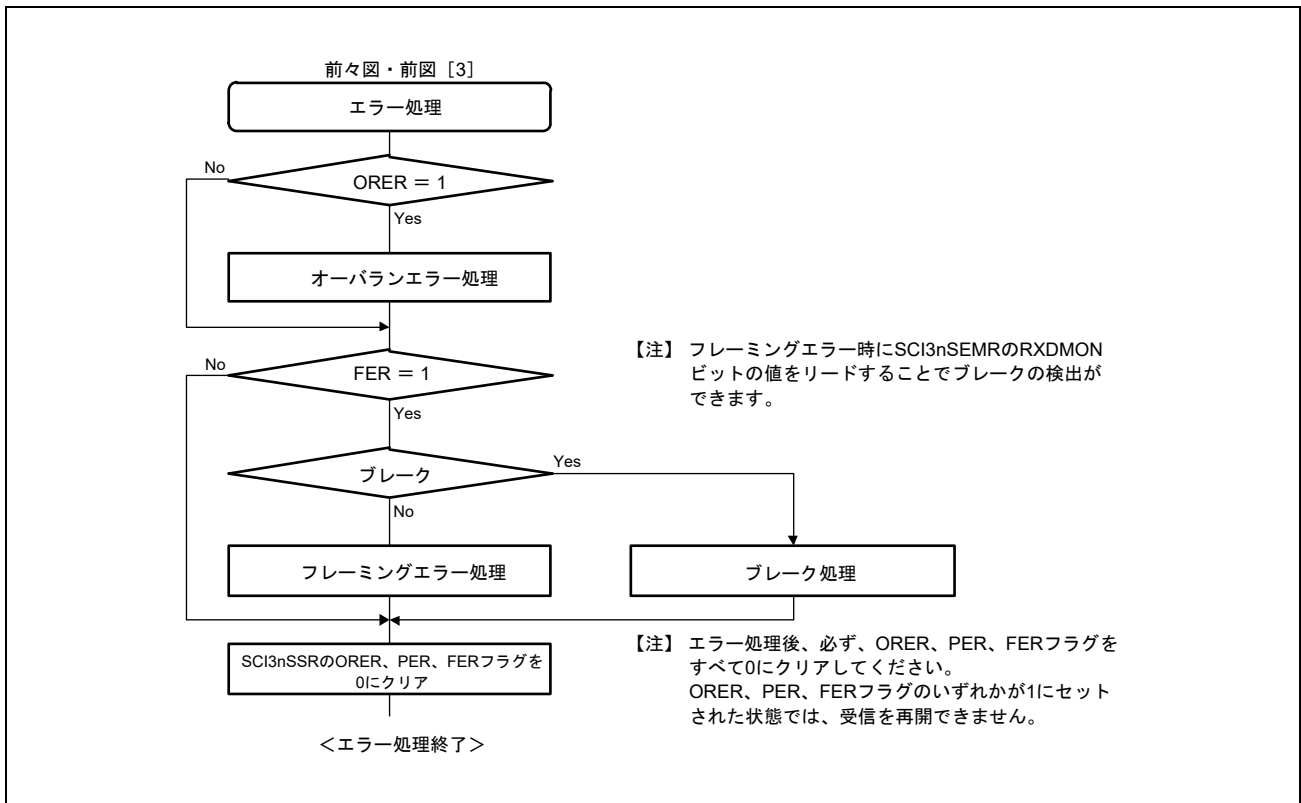 前々図・前図［3］
エラー処理
No
ORER ＝ 1
Yes
オーバランエラー処理
No
FER ＝ 1
Yes
【注】 フレーミングエラー時にSCI3nSEMRのRXDMON
ビットの値をリードすることでブレークの検出が
できます。
ブレーク
Yes
No
フレーミングエラー処理
ブレーク処理
SCI3nSSRのORER、PER、FERフラグを
0にクリア
【注】 エラー処理後、必ず、ORER、PER、FERフラグを
すべて0にクリアしてください。
ORER、PER、FERフラグのいずれかが1にセット
された状態では、受信を再開できません。
＜エラー処理終了＞